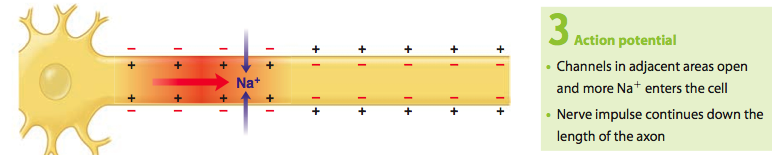 Na+
3 Action potential
• Channels in adjacent areas open
and more Na+ enters the cell
• Nerve impulse continues down the
length of the axon